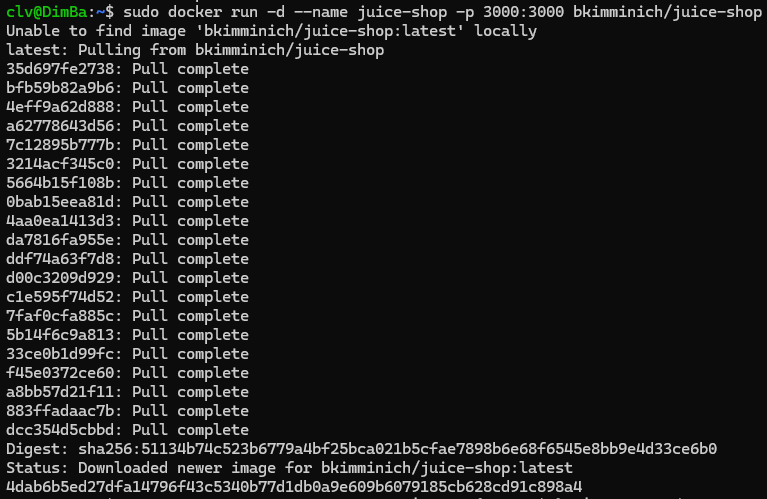 clv@DimBa:~$ sudo docker run -d --name juice-shop -p 3000:3000 bkimminich/juice-shop
Unable to find image 'bkimminich/juice-shop:latest' locally
latest: Pulling from bkimminich/juice-shop
35d697fe2738: Pull complete
bfb59b82a9b6: Pull complete
4eff9a62d888: Pull complete
a62778643d56: Pull complete
7c12895b777b: Pull complete
3214acf345c0: Pull complete
5664b15f108b: Pull complete
0bab15eea81d: Pull complete
4aa0ea1413d3: Pull complete
da7816fa955e: Pull complete
ddf74a63f7d8: Pull complete
d00c3209d929: Pull complete
c1e595f74d52: Pull complete
7faf0cfa885c: Pull complete
5b14f6c9a813: Pull complete
33ce0b1d99fc: Pull complete
f45e0372ce60: Pull complete
a8bb57d21f11: Pull complete
883ffadaac7b: Pull complete
dcc354d5cbbd: Pull complete
Digest: sha256:51134b74c523b6779a4bf25bca021b5cfae7898b6e68f6545e8bb9e4d33ce6b0
Status: Downloaded newer image for bkimminich/juice-shop:latest
4dab6b5ed27dfa14796f43c5340b77d1db0a9e609b6079185cb628cd91c898a4